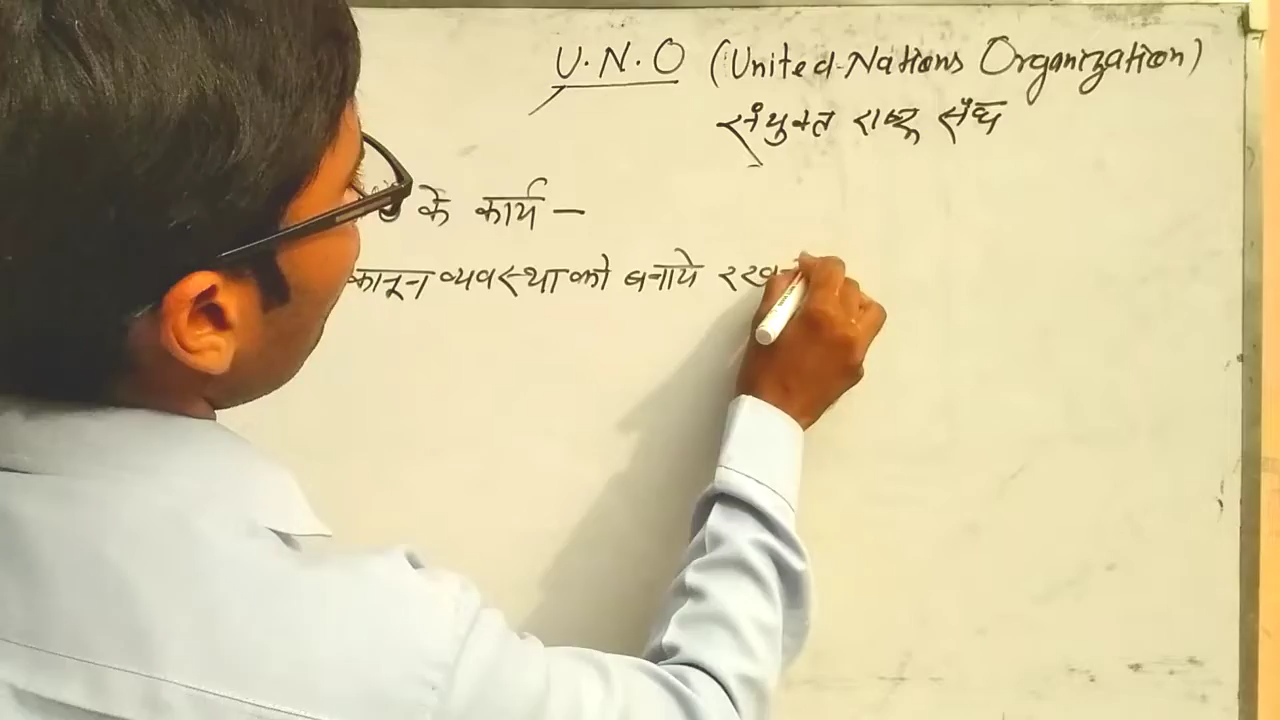 U.N.O (United Nations Organization)
संयुक्त राष्ट्र संघ
के कार्य —
कानून व्यवस्था को बनाये